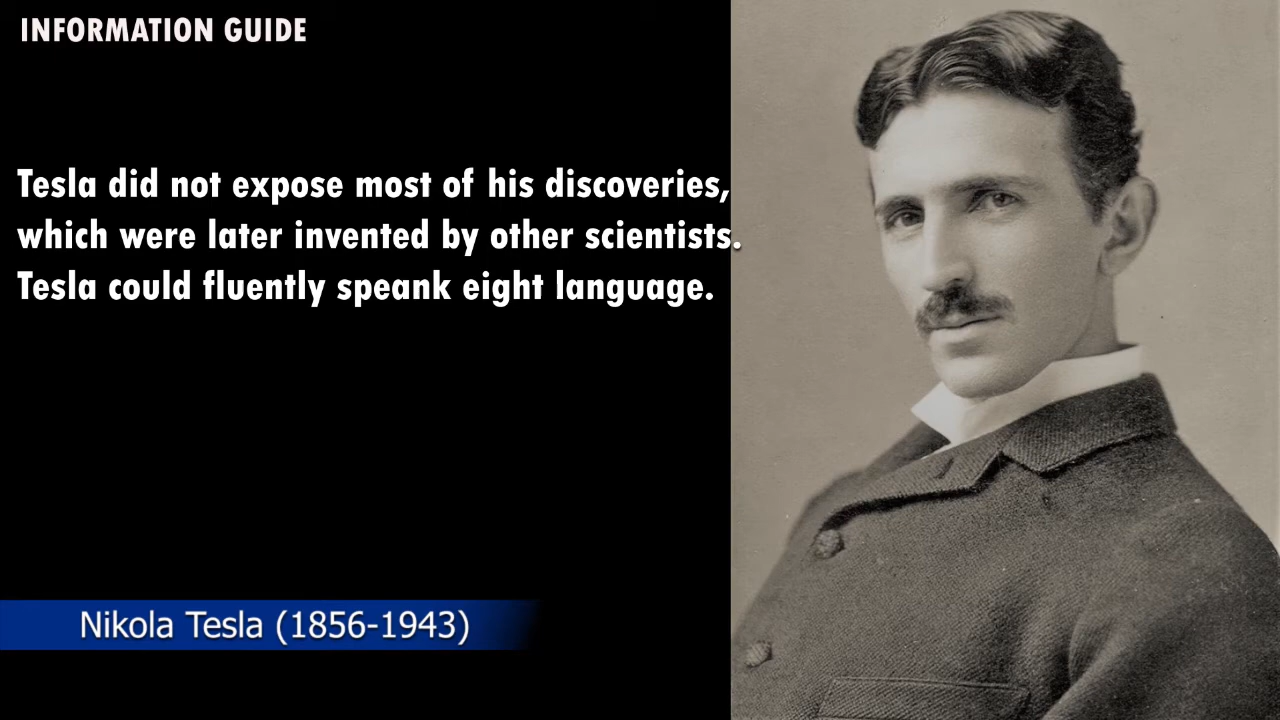 INFORMATION GUIDE
Tesla did not expose most of his discoveries,
which were later invented by other scientists.
Tesla could fluently speank eight language.
Nikola Tesla (1856-1943)